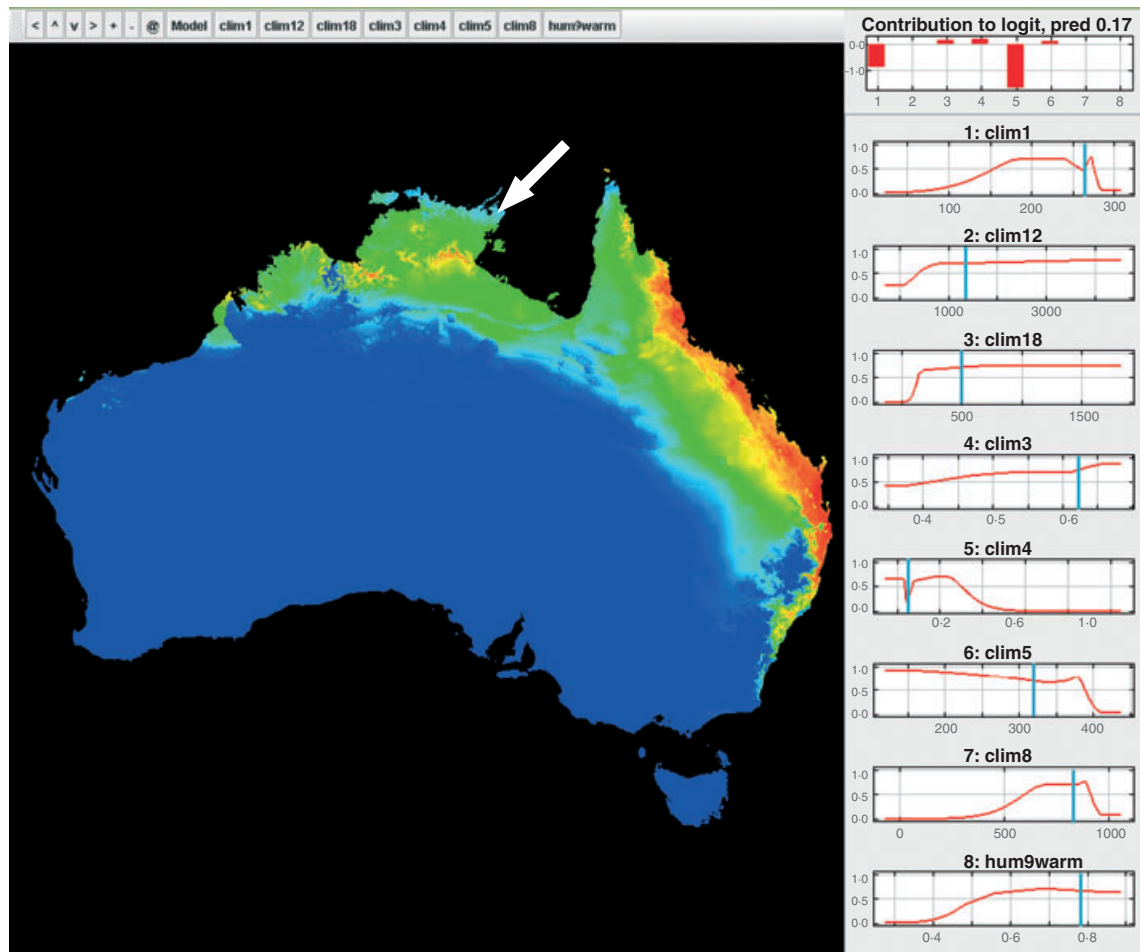 < ^ v > + - @ Model clim1 clim12 clim18 clim3 clim4 clim5 clim8 hum9warm
Contribution to logit, pred 0.17
0·0
-1·0
1 2 3 4 5 6 7 8
1: clim1
1·0
0·5
0·0
100 200 300
2: clim12
1·0
0·5
0·0
1000 3000
3: clim18
1·0
0·5
0·0
500 1500
4: clim3
1·0
0·5
0·0
0·4 0·5 0·6
5: clim4
1·0
0·5
0·0
0·2 0·6 1·0
6: clim5
1·0
0·5
0·0
200 300 400
7: clim8
1·0
0·5
0·0
0 500 1000
8: hum9warm
1·0
0·5
0·0
0·4 0·6 0·8